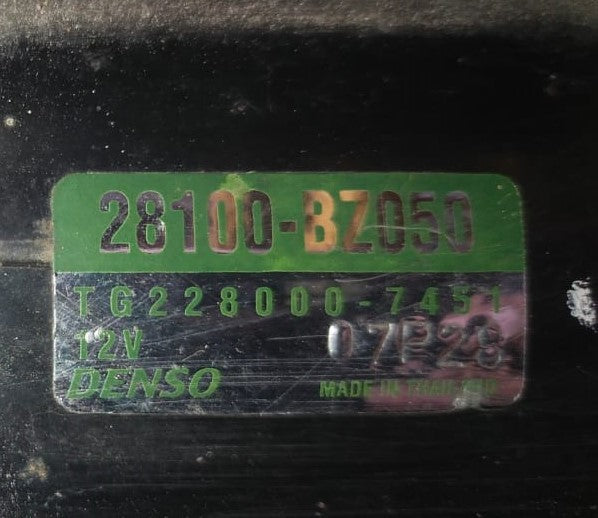 28100-BZ050
TG228000-7451
12V 07P28
DENSO MADE IN THAILAND